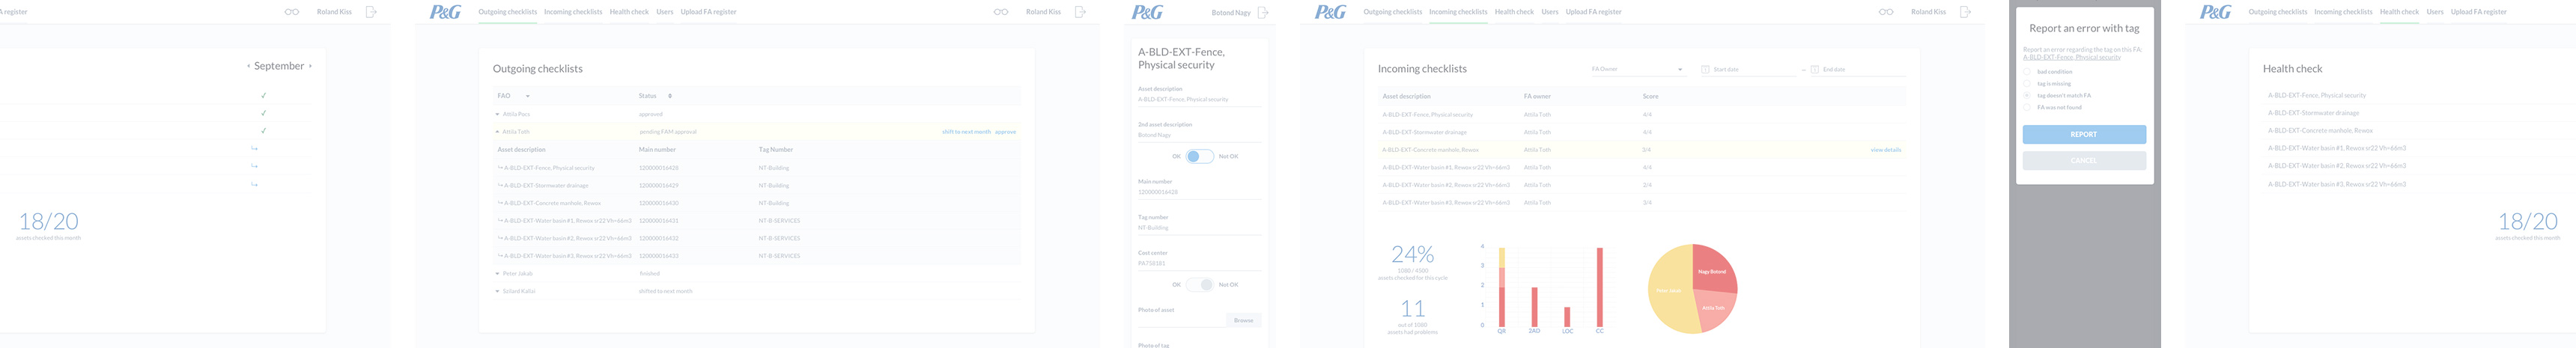 A register
Roland Kiss
September
18/20
assets checked this month
P&G
Outgoing checklists Incoming checklists Health check Users Upload FA register
Roland Kiss
Outgoing checklists
FAO Status
Attila Pacs approved
Attila Toth pending FAM approval shift to next month approve
Asset description Main number Tag Number
A-BLD-EXT-Fence, Physical security 120000016428 NT-Building
A-BLD-EXT-Stormwater drainage 120000016429 NT-Building
A-BLD-EXT-Concrete manhole, Rewox 120000016430 NT-Building
A-BLD-EXT-Water basin #1, Rewox sr22 Vh=66m3 120000016431 NT-B-SERVICES
A-BLD-EXT-Water basin #2, Rewox sr22 Vh=66m3 120000016432 NT-B-SERVICES
A-BLD-EXT-Water basin #3, Rewox sr22 Vh=66m3 120000016433 NT-B-SERVICES
Peter Jakab finished
Szilard Kallai shifted to next month
P&G
Botond Nagy
A-BLD-EXT-Fence,
Physical security
Asset description
A-BLD-EXT-Fence, Physical security
2nd asset description
Botond Nagy
OK Not OK
Main number
120000016428
Tag number
NT-Building
Cost center
PA758181
OK Not OK
Photo of asset
Browse
Photo of tag
P&G
Outgoing checklists Incoming checklists Health check Users Upload FA register
Roland Kiss
Incoming checklists
FA Owner Start date – End date
Asset description FA owner Score
A-BLD-EXT-Fence, Physical security Attila Toth 4/4
A-BLD-EXT-Stormwater drainage Attila Toth 4/4
A-BLD-EXT-Concrete manhole, Rewox Attila Toth 3/4 view details
A-BLD-EXT-Water basin #1, Rewox sr22 Vh=66m3 Attila Toth 4/4
A-BLD-EXT-Water basin #2, Rewox sr22 Vh=66m3 Attila Toth 2/4
A-BLD-EXT-Water basin #3, Rewox sr22 Vh=66m3 Attila Toth 3/4
24%
1080 / 4500
assets checked for this cycle
11
out of 1080
assets had problems
4
3
2
1
0
QR 2AD LOC CC
Nagy Botond
Attila Toth
Report an error with tag
Report an error regarding the tag on this FA:
A-BLD-EXT-Fence, Physical security
bad condition
tag is missing
tag doesn't match FA
FA was not found
REPORT
CANCEL
P&G
Outgoing checklists Incoming checklists Health check Users Upload FA register
Health check
A-BLD-EXT-Fence, Physical security
A-BLD-EXT-Stormwater drainage
A-BLD-EXT-Concrete manhole, Rewox
A-BLD-EXT-Water basin #1, Rewox sr22 Vh=66m3
A-BLD-EXT-Water basin #2, Rewox sr22 Vh=66m3
A-BLD-EXT-Water basin #3, Rewox sr22 Vh=66m3
18/20
assets checked this month